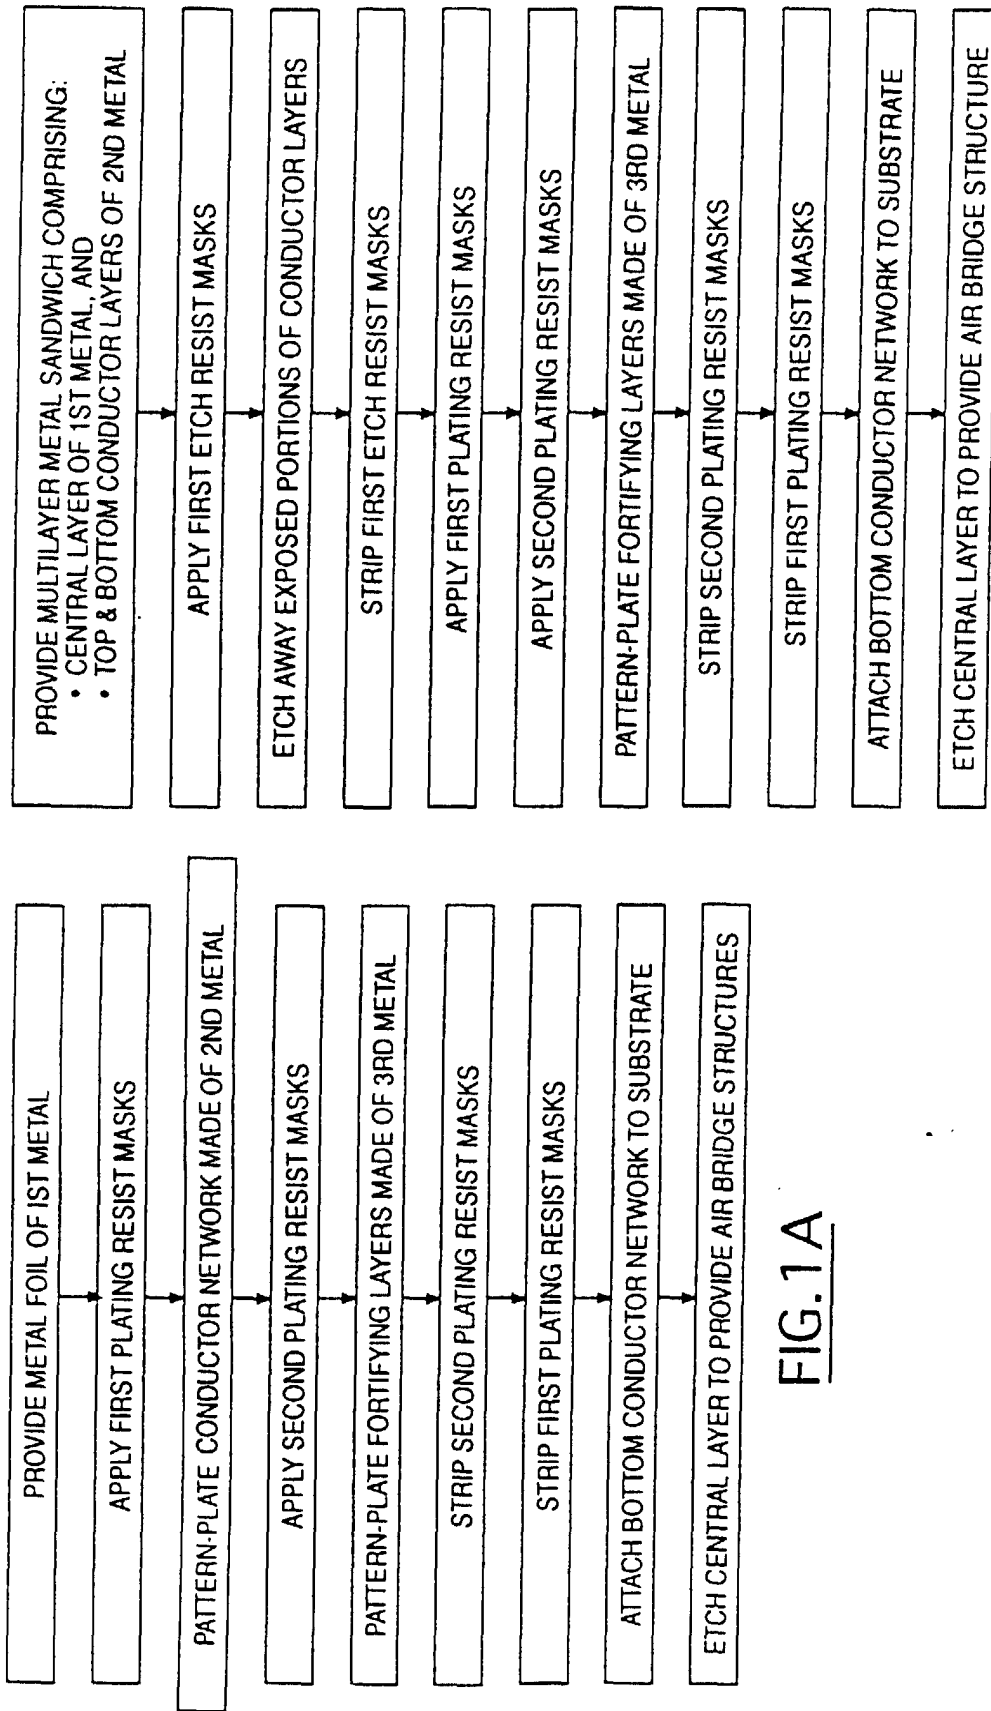 PROVIDE METAL FOIL OF 1ST METAL
APPLY FIRST PLATING RESIST MASKS
PATTERN-PLATE CONDUCTOR NETWORK MADE OF 2ND METAL
APPLY SECOND PLATING RESIST MASKS
PATTERN-PLATE FORTIFYING LAYERS MADE OF 3RD METAL
STRIP SECOND PLATING RESIST MASKS
STRIP FIRST PLATING RESIST MASKS
ATTACH BOTTOM CONDUCTOR NETWORK TO SUBSTRATE
ETCH CENTRAL LAYER TO PROVIDE AIR BRIDGE STRUCTURES
PROVIDE MULTILAYER METAL SANDWICH COMPRISING:
• CENTRAL LAYER OF 1ST METAL, AND
• TOP & BOTTOM CONDUCTOR LAYERS OF 2ND METAL
APPLY FIRST ETCH RESIST MASKS
ETCH AWAY EXPOSED PORTIONS OF CONDUCTOR LAYERS
STRIP FIRST ETCH RESIST MASKS
APPLY FIRST PLATING RESIST MASKS
APPLY SECOND PLATING RESIST MASKS
PATTERN-PLATE FORTIFYING LAYERS MADE OF 3RD METAL
STRIP SECOND PLATING RESIST MASKS
STRIP FIRST PLATING RESIST MASKS
ATTACH BOTTOM CONDUCTOR NETWORK TO SUBSTRATE
ETCH CENTRAL LAYER TO PROVIDE AIR BRIDGE STRUCTURE
FIG.1A